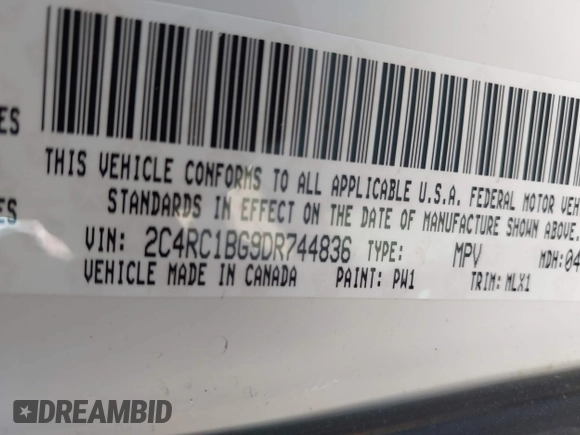 ES
THIS VEHICLE CONFORMS TO ALL APPLICABLE U.S.A. FEDERAL MOTOR VEH
ES
STANDARDS IN EFFECT ON THE DATE OF MANUFACTURE SHOWN ABOVE.
VIN: 2C4RC1BG9DR744836 TYPE: MPV MDH:04
VEHICLE MADE IN CANADA PAINT: PW1 TRIM: MLX1
DREAMBID